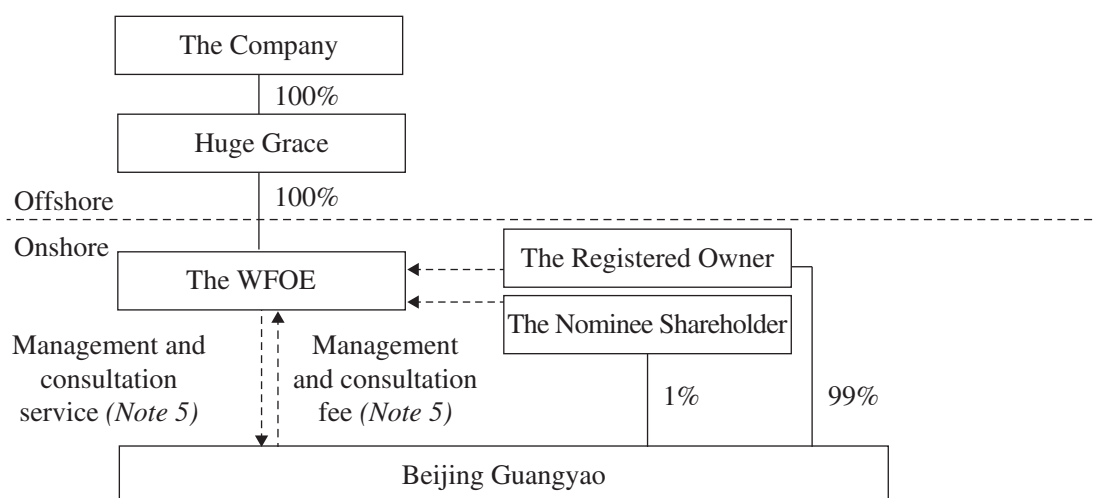 The Company
100%
Huge Grace
100%
Offshore
Onshore
The WFOE
The Registered Owner
The Nominee Shareholder
Management and
consultation
service (Note 5)
Management
and consultation
fee (Note 5)
1%
99%
Beijing Guangyao